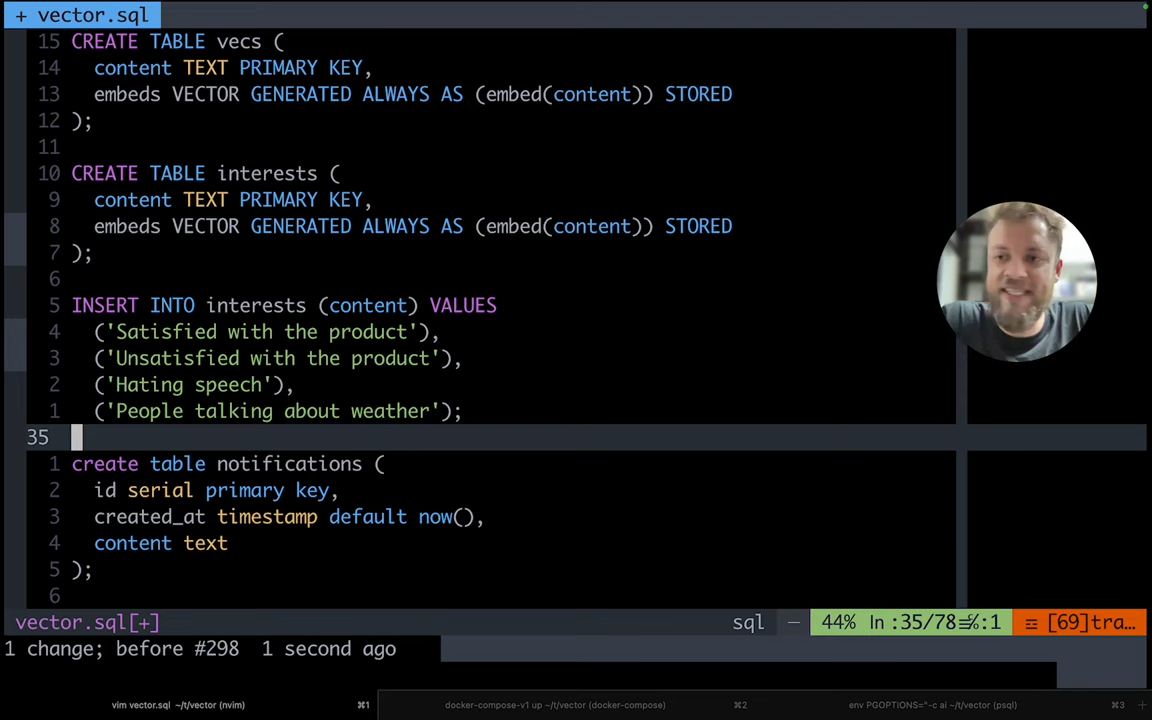 + vector.sql
15 CREATE TABLE vecs (
14 content TEXT PRIMARY KEY,
13 embeds VECTOR GENERATED ALWAYS AS (embed(content)) STORED
12 );
11
10 CREATE TABLE interests (
9 content TEXT PRIMARY KEY,
8 embeds VECTOR GENERATED ALWAYS AS (embed(content)) STORED
7 );
6
5 INSERT INTO interests (content) VALUES
4 ('Satisfied with the product'),
3 ('Unsatisfied with the product'),
2 ('Hating speech'),
1 ('People talking about weather');
35
1 create table notifications (
2 id serial primary key,
3 created_at timestamp default now(),
4 content text
5 );
6
vector.sql[+] sql — 44% ln :35/78≡℅:1 ☲ [69]tra…
1 change; before #298 1 second ago
vim vector.sql ~/t/vector (nvim) ⌘1 docker-compose-v1 up ~/t/vector (docker-compose) ⌘2 env PGOPTIONS="-c ai ~/t/vector (psql) ⌘3 +